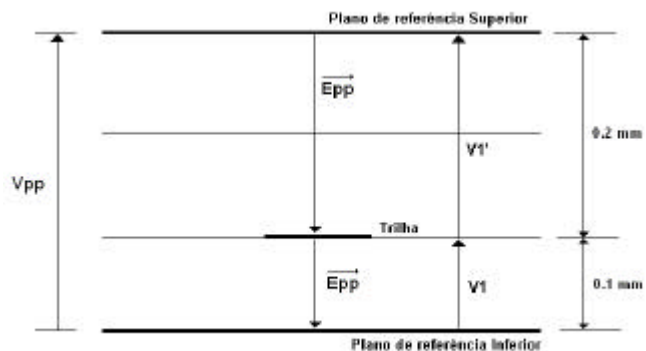 Plano de referência Superior
Epp
0.2 mm
V1'
Vpp
Trilha
Epp
V1
0.1 mm
Plano de referência Inferior